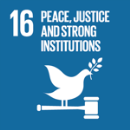 16 PEACE, JUSTICE
AND STRONG
INSTITUTIONS